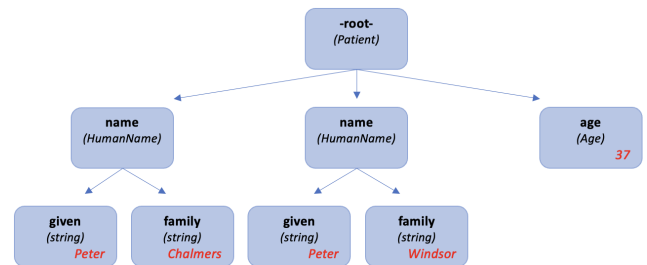 -root-
(Patient)
name
(HumanName)
name
(HumanName)
age
(Age)
37
given
(string)
Peter
family
(string)
Chalmers
given
(string)
Peter
family
(string)
Windsor